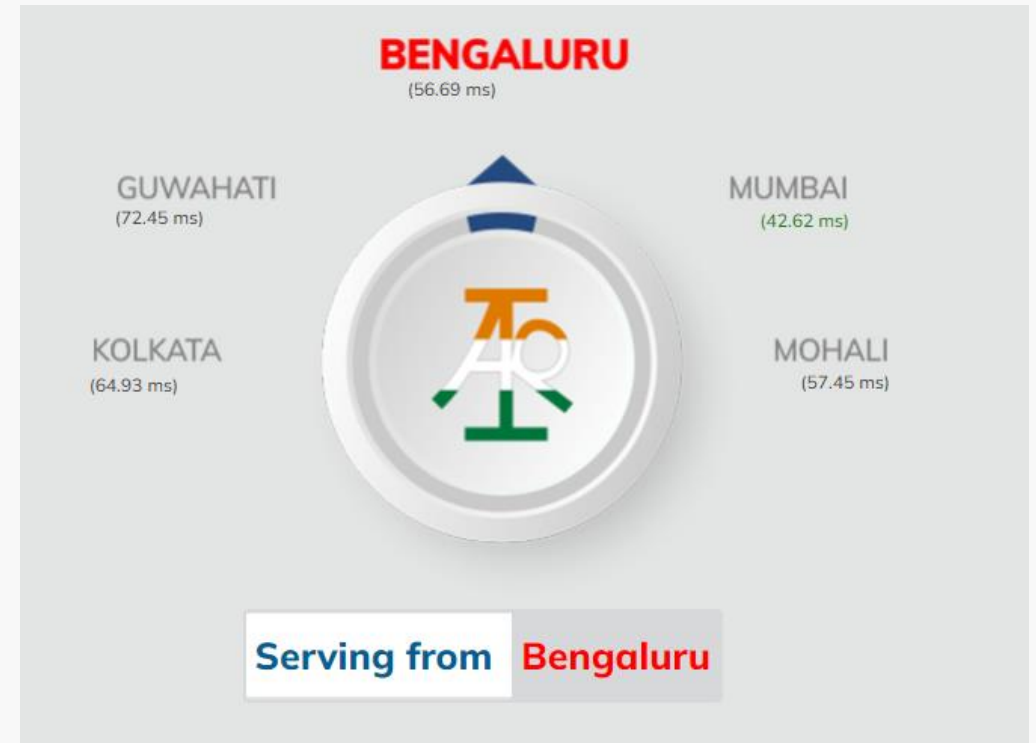 BENGALURU
(56.69 ms)
GUWAHATI
(72.45 ms)
MUMBAI
(42.62 ms)
KOLKATA
(64.93 ms)
MOHALI
(57.45 ms)
Serving from Bengaluru